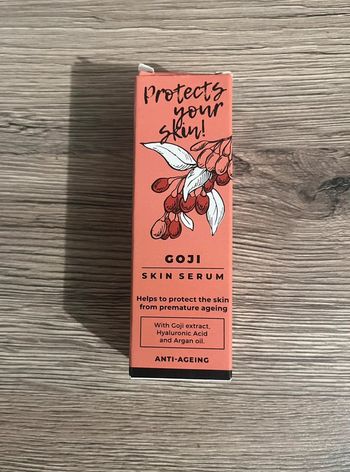 Protects
your
skin!
GOJI
SKIN SERUM
Helps to protect the skin
from premature ageing
With Goji extract,
Hyaluronic Acid
and Argan oil.
ANTI-AGEING